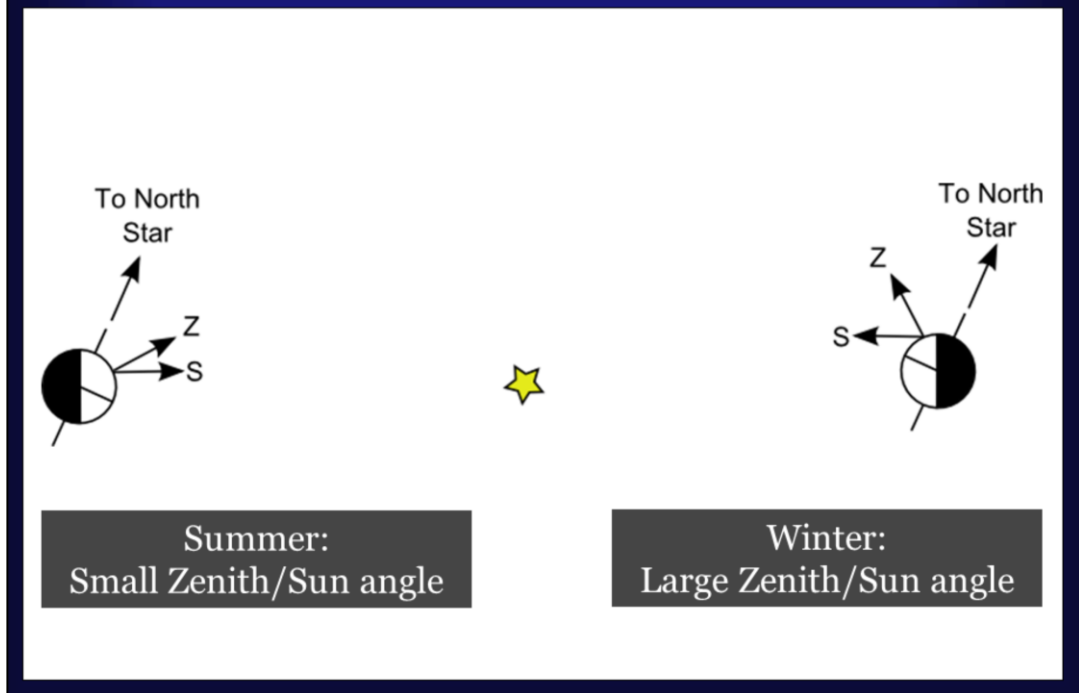 To North
Star
Z
S
To North
Star
Z
S
Summer:
Small Zenith/Sun angle
Winter:
Large Zenith/Sun angle